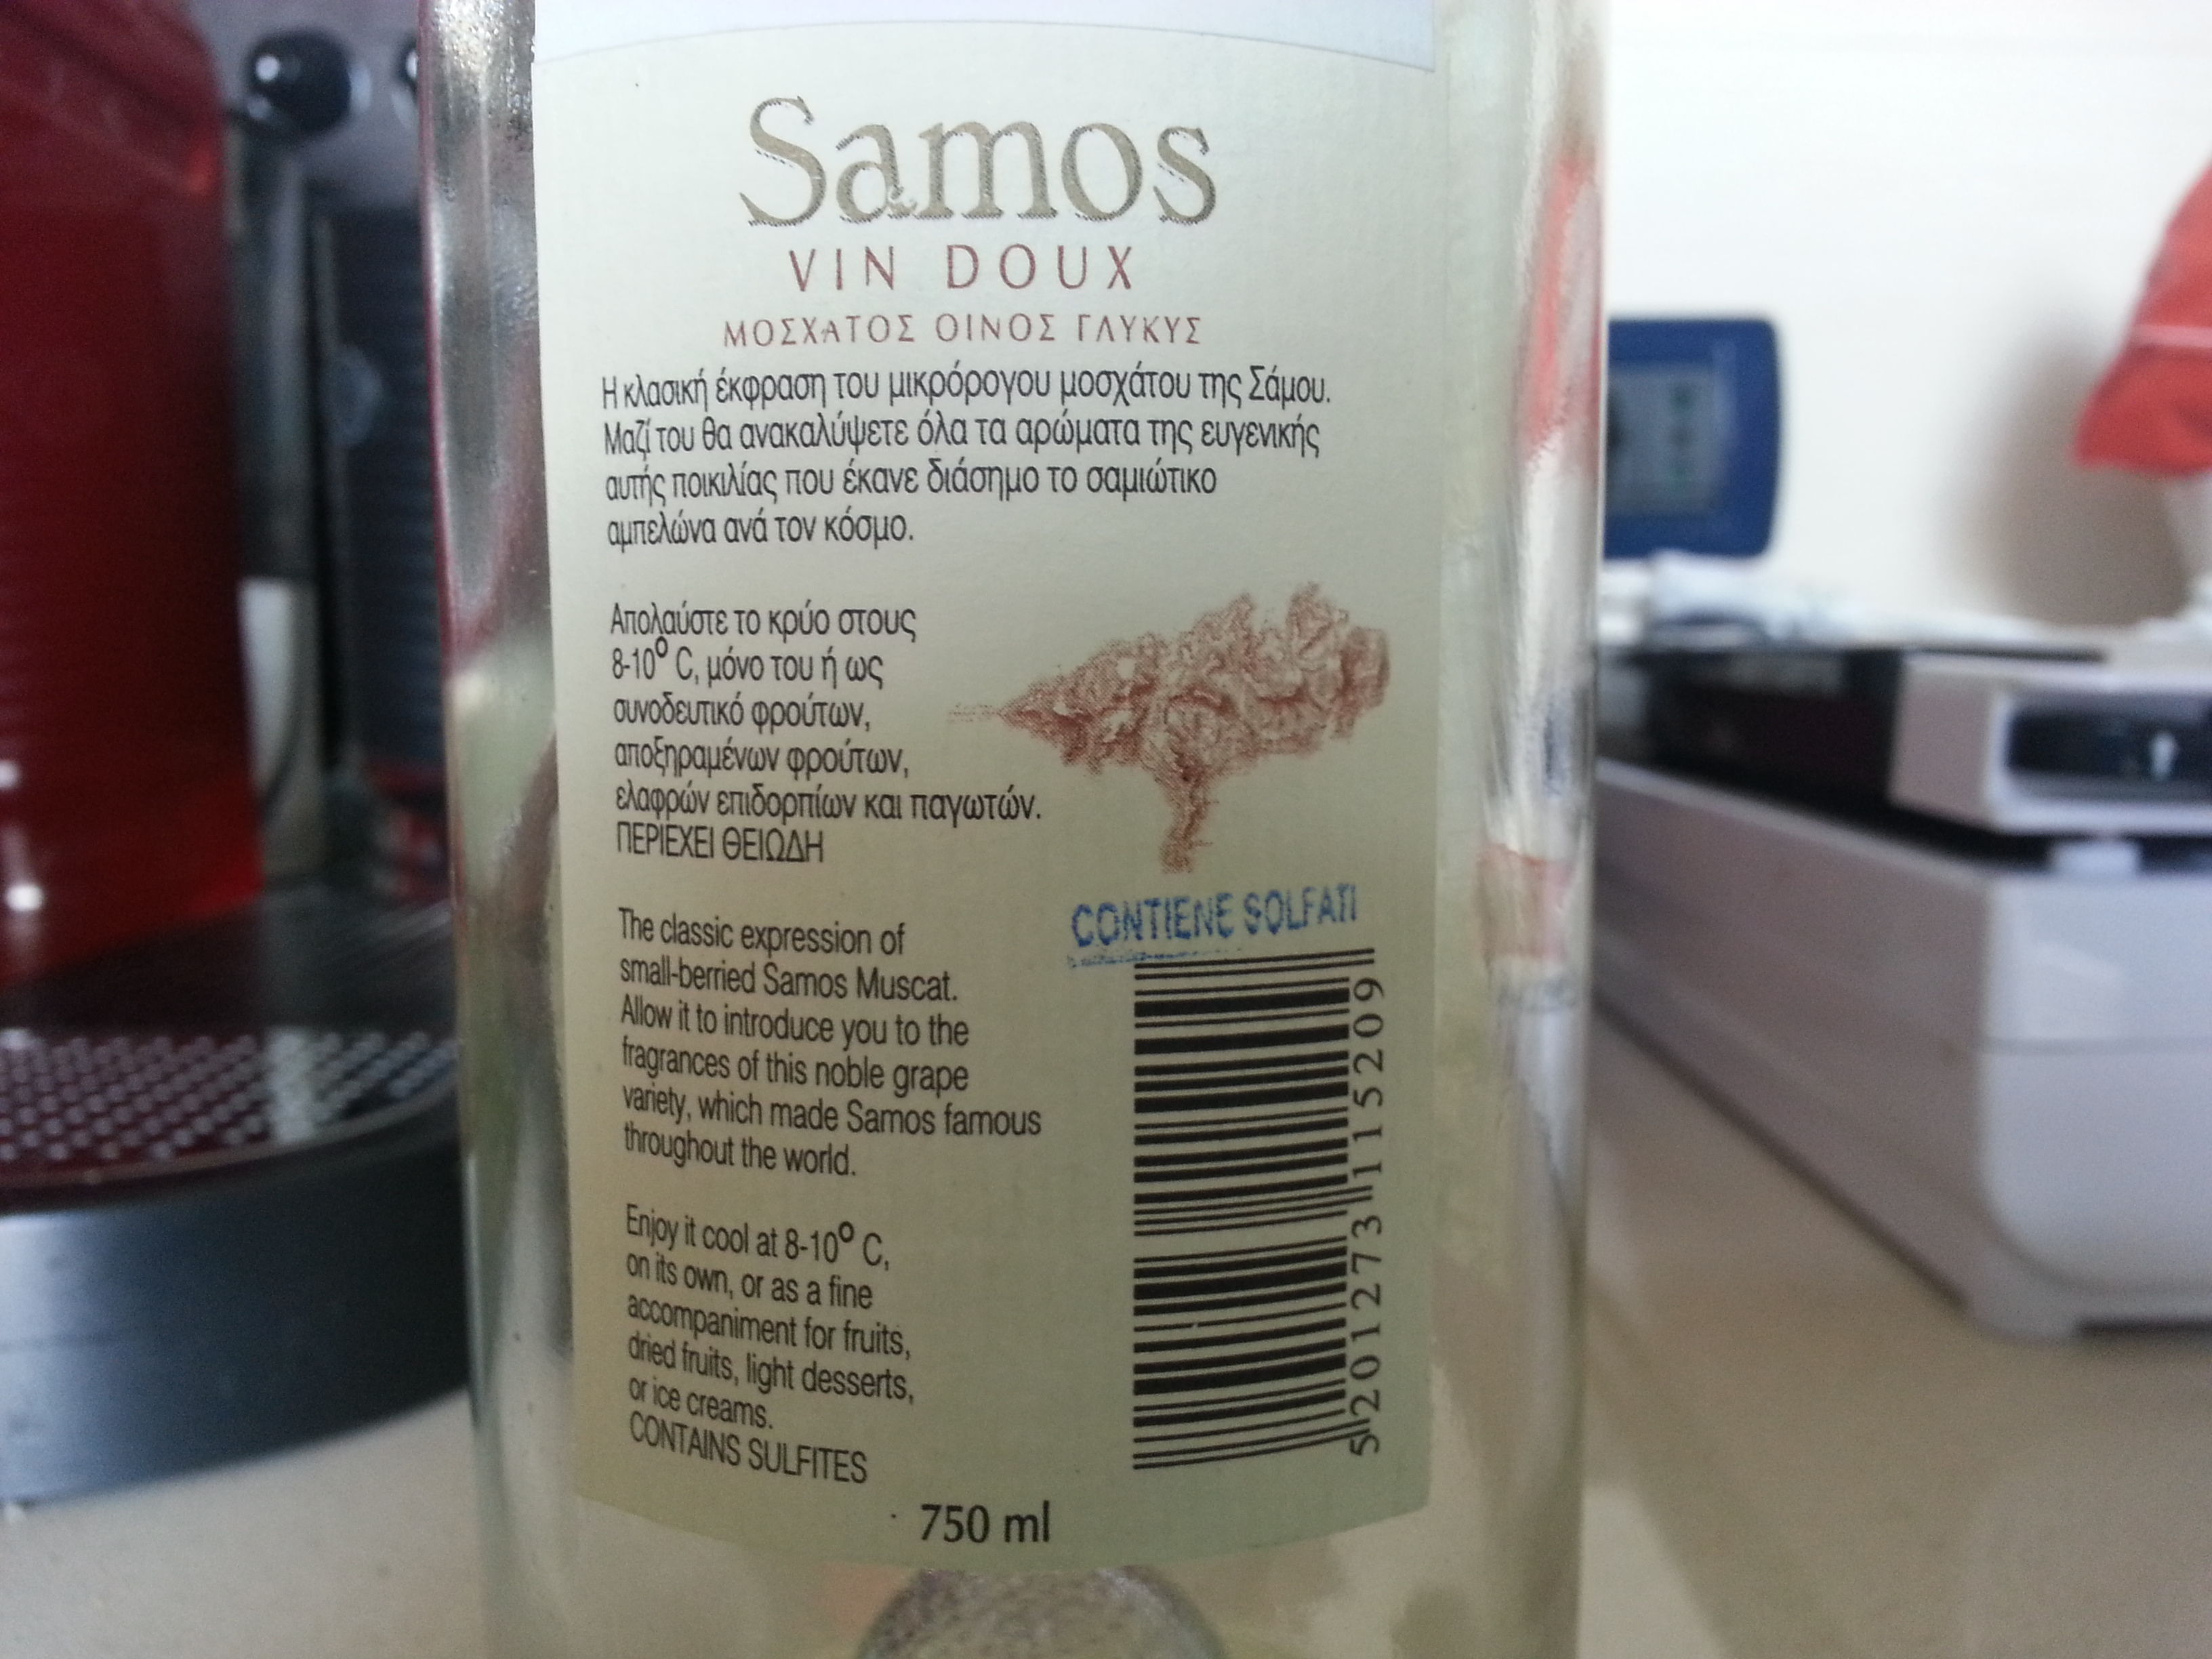 Samos
VIN DOUX
ΜΟΣΧΑΤΟΣ ΟΙΝΟΣ ΓΛΥΚΥΣ
Η κλασική έκφραση του μικρόρογου μοσχάτου της Σάμου.
Μαζί του θα ανακαλύψετε όλα τα αρώματα της ευγενικής
αυτής ποικιλίας που έκανε διάσημο το σαμιώτικο
αμπελώνα ανά τον κόσμο.
Απολαύστε το κρύο στους
8-10° C, μόνο του ή ως
συνοδευτικό φρούτων,
αποξηραμένων φρούτων,
ελαφρών επιδορπίων και παγωτών.
ΠΕΡΙΕΧΕΙ ΘΕΙΩΔΗ
The classic expression of
small-berried Samos Muscat.
Allow it to introduce you to the
fragrances of this noble grape
variety, which made Samos famous
throughout the world.
Enjoy it cool at 8-10° C,
on its own, or as a fine
accompaniment for fruits,
dried fruits, light desserts,
or ice creams.
CONTAINS SULFITES
CONTIENE SOLFATI
5 201273 115209
750 ml